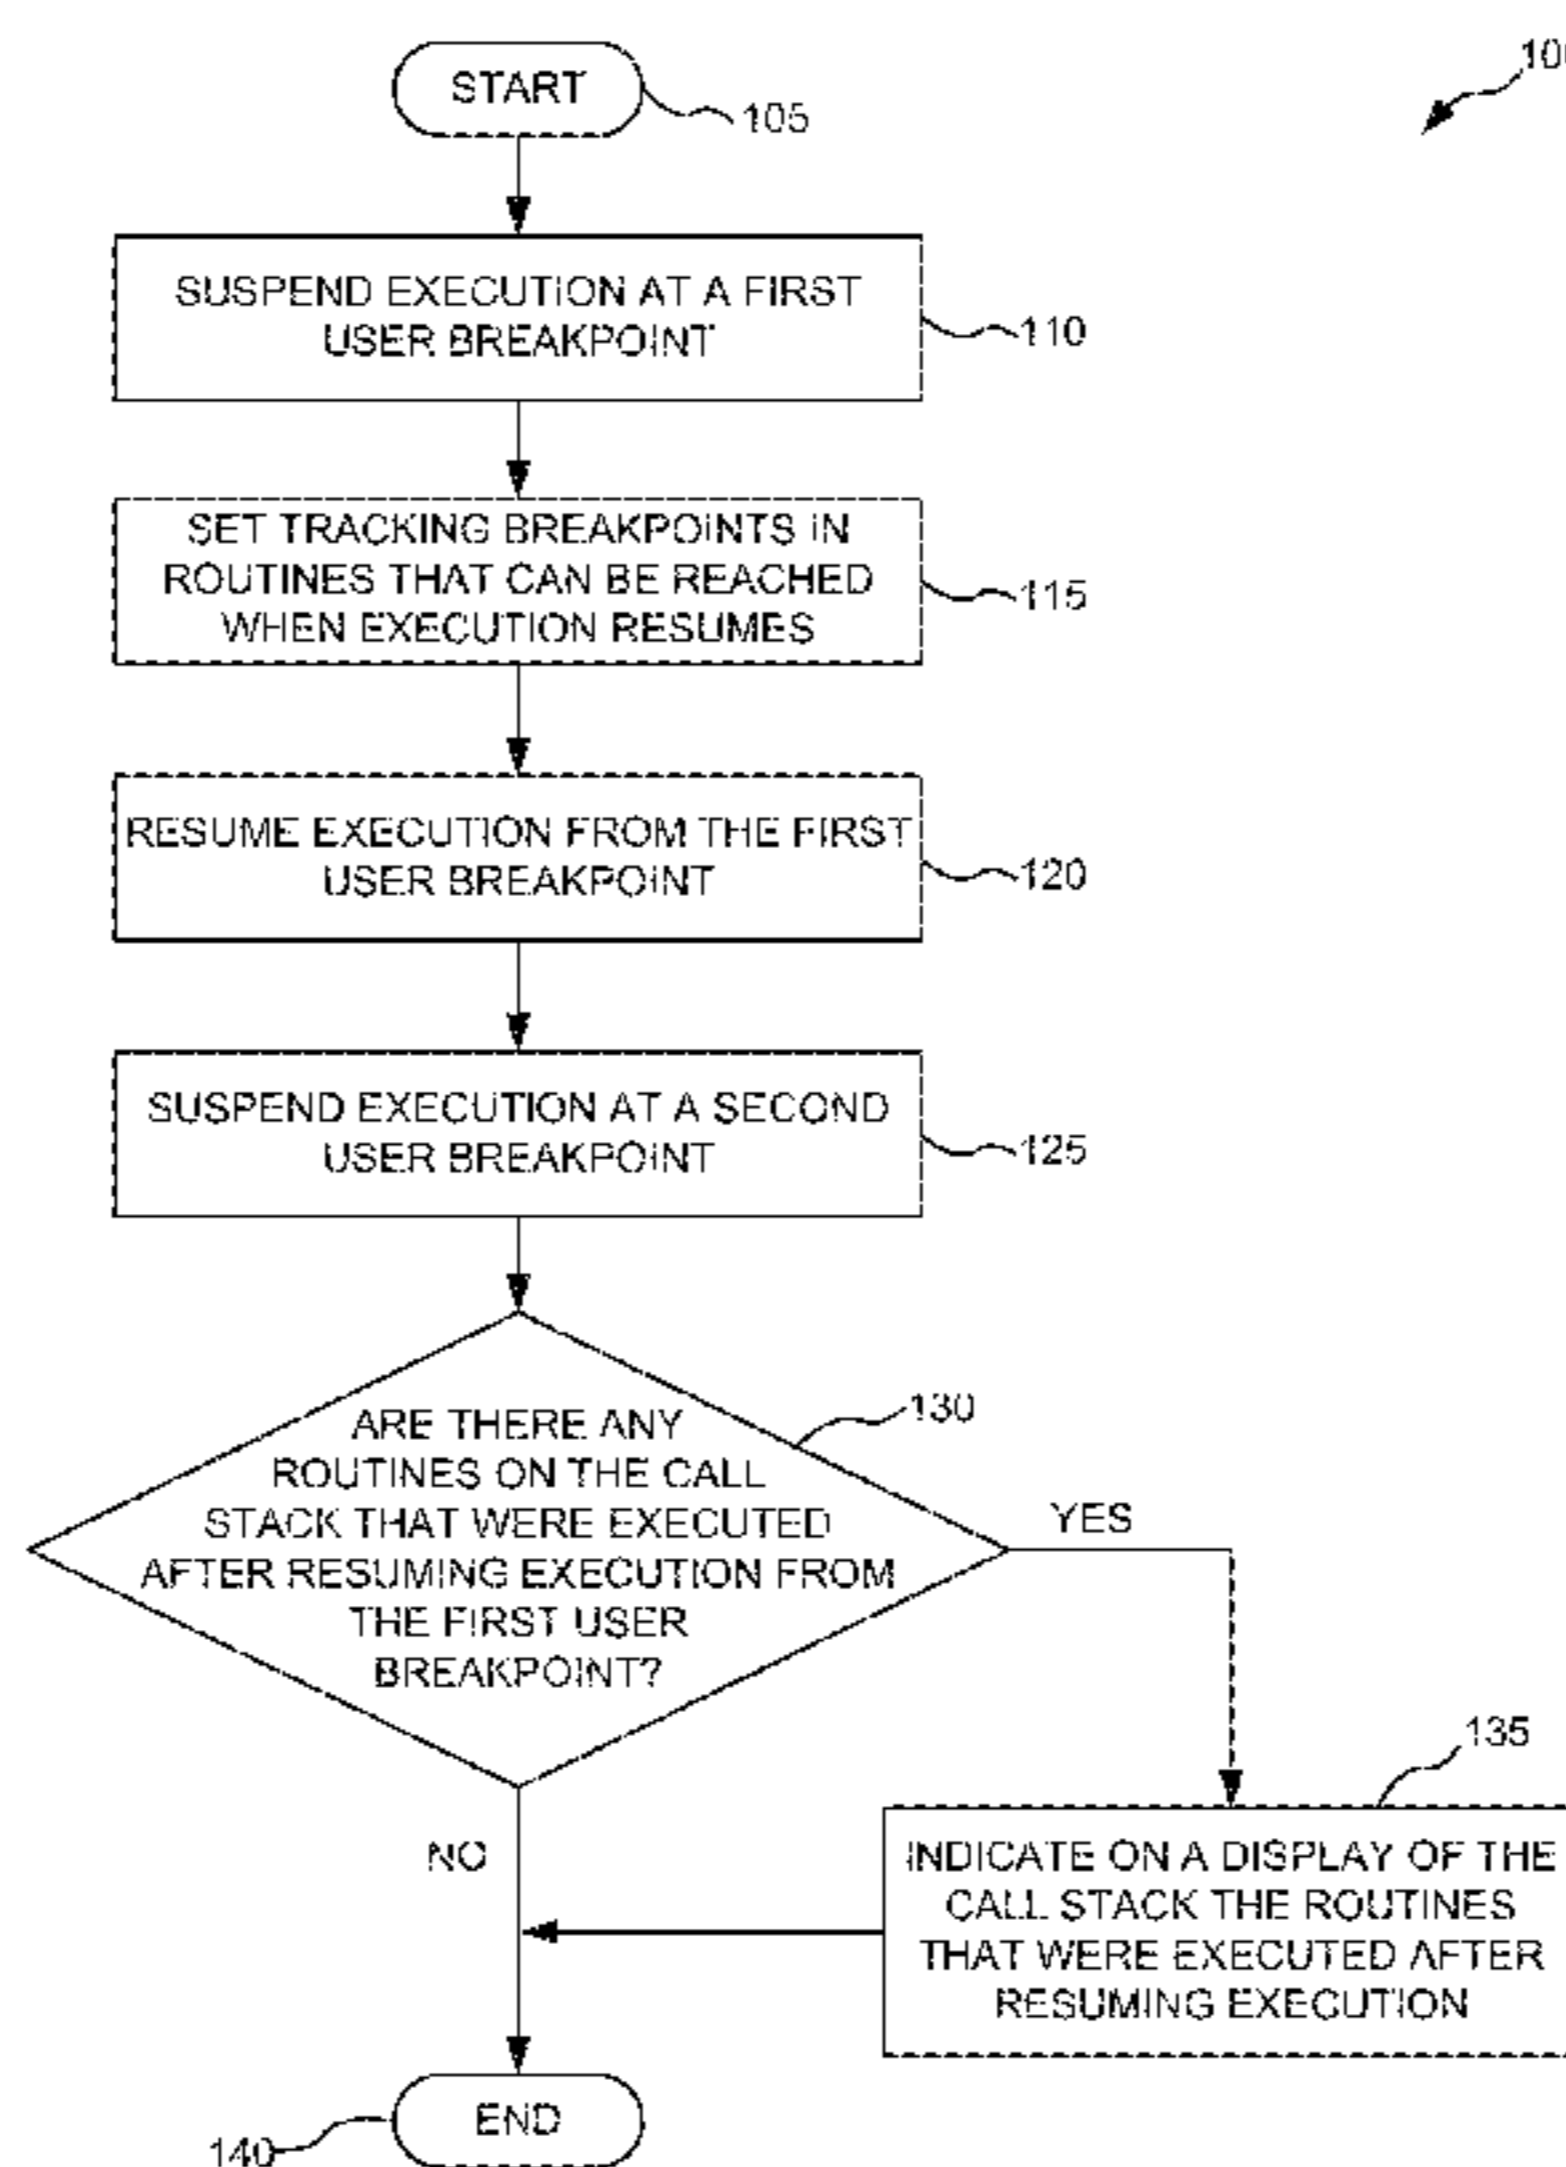 START
105
SUSPEND EXECUTION AT A FIRST
USER BREAKPOINT
110
SET TRACKING BREAKPOINTS IN
ROUTINES THAT CAN BE REACHED
WHEN EXECUTION RESUMES
115
RESUME EXECUTION FROM THE FIRST
USER BREAKPOINT
120
SUSPEND EXECUTION AT A SECOND
USER BREAKPOINT
125
ARE THERE ANY
ROUTINES ON THE CALL
STACK THAT WERE EXECUTED
AFTER RESUMING EXECUTION FROM
THE FIRST USER
BREAKPOINT?
130
YES
135
NO
INDICATE ON A DISPLAY OF THE
CALL STACK THE ROUTINES
THAT WERE EXECUTED AFTER
RESUMING EXECUTION
END
140